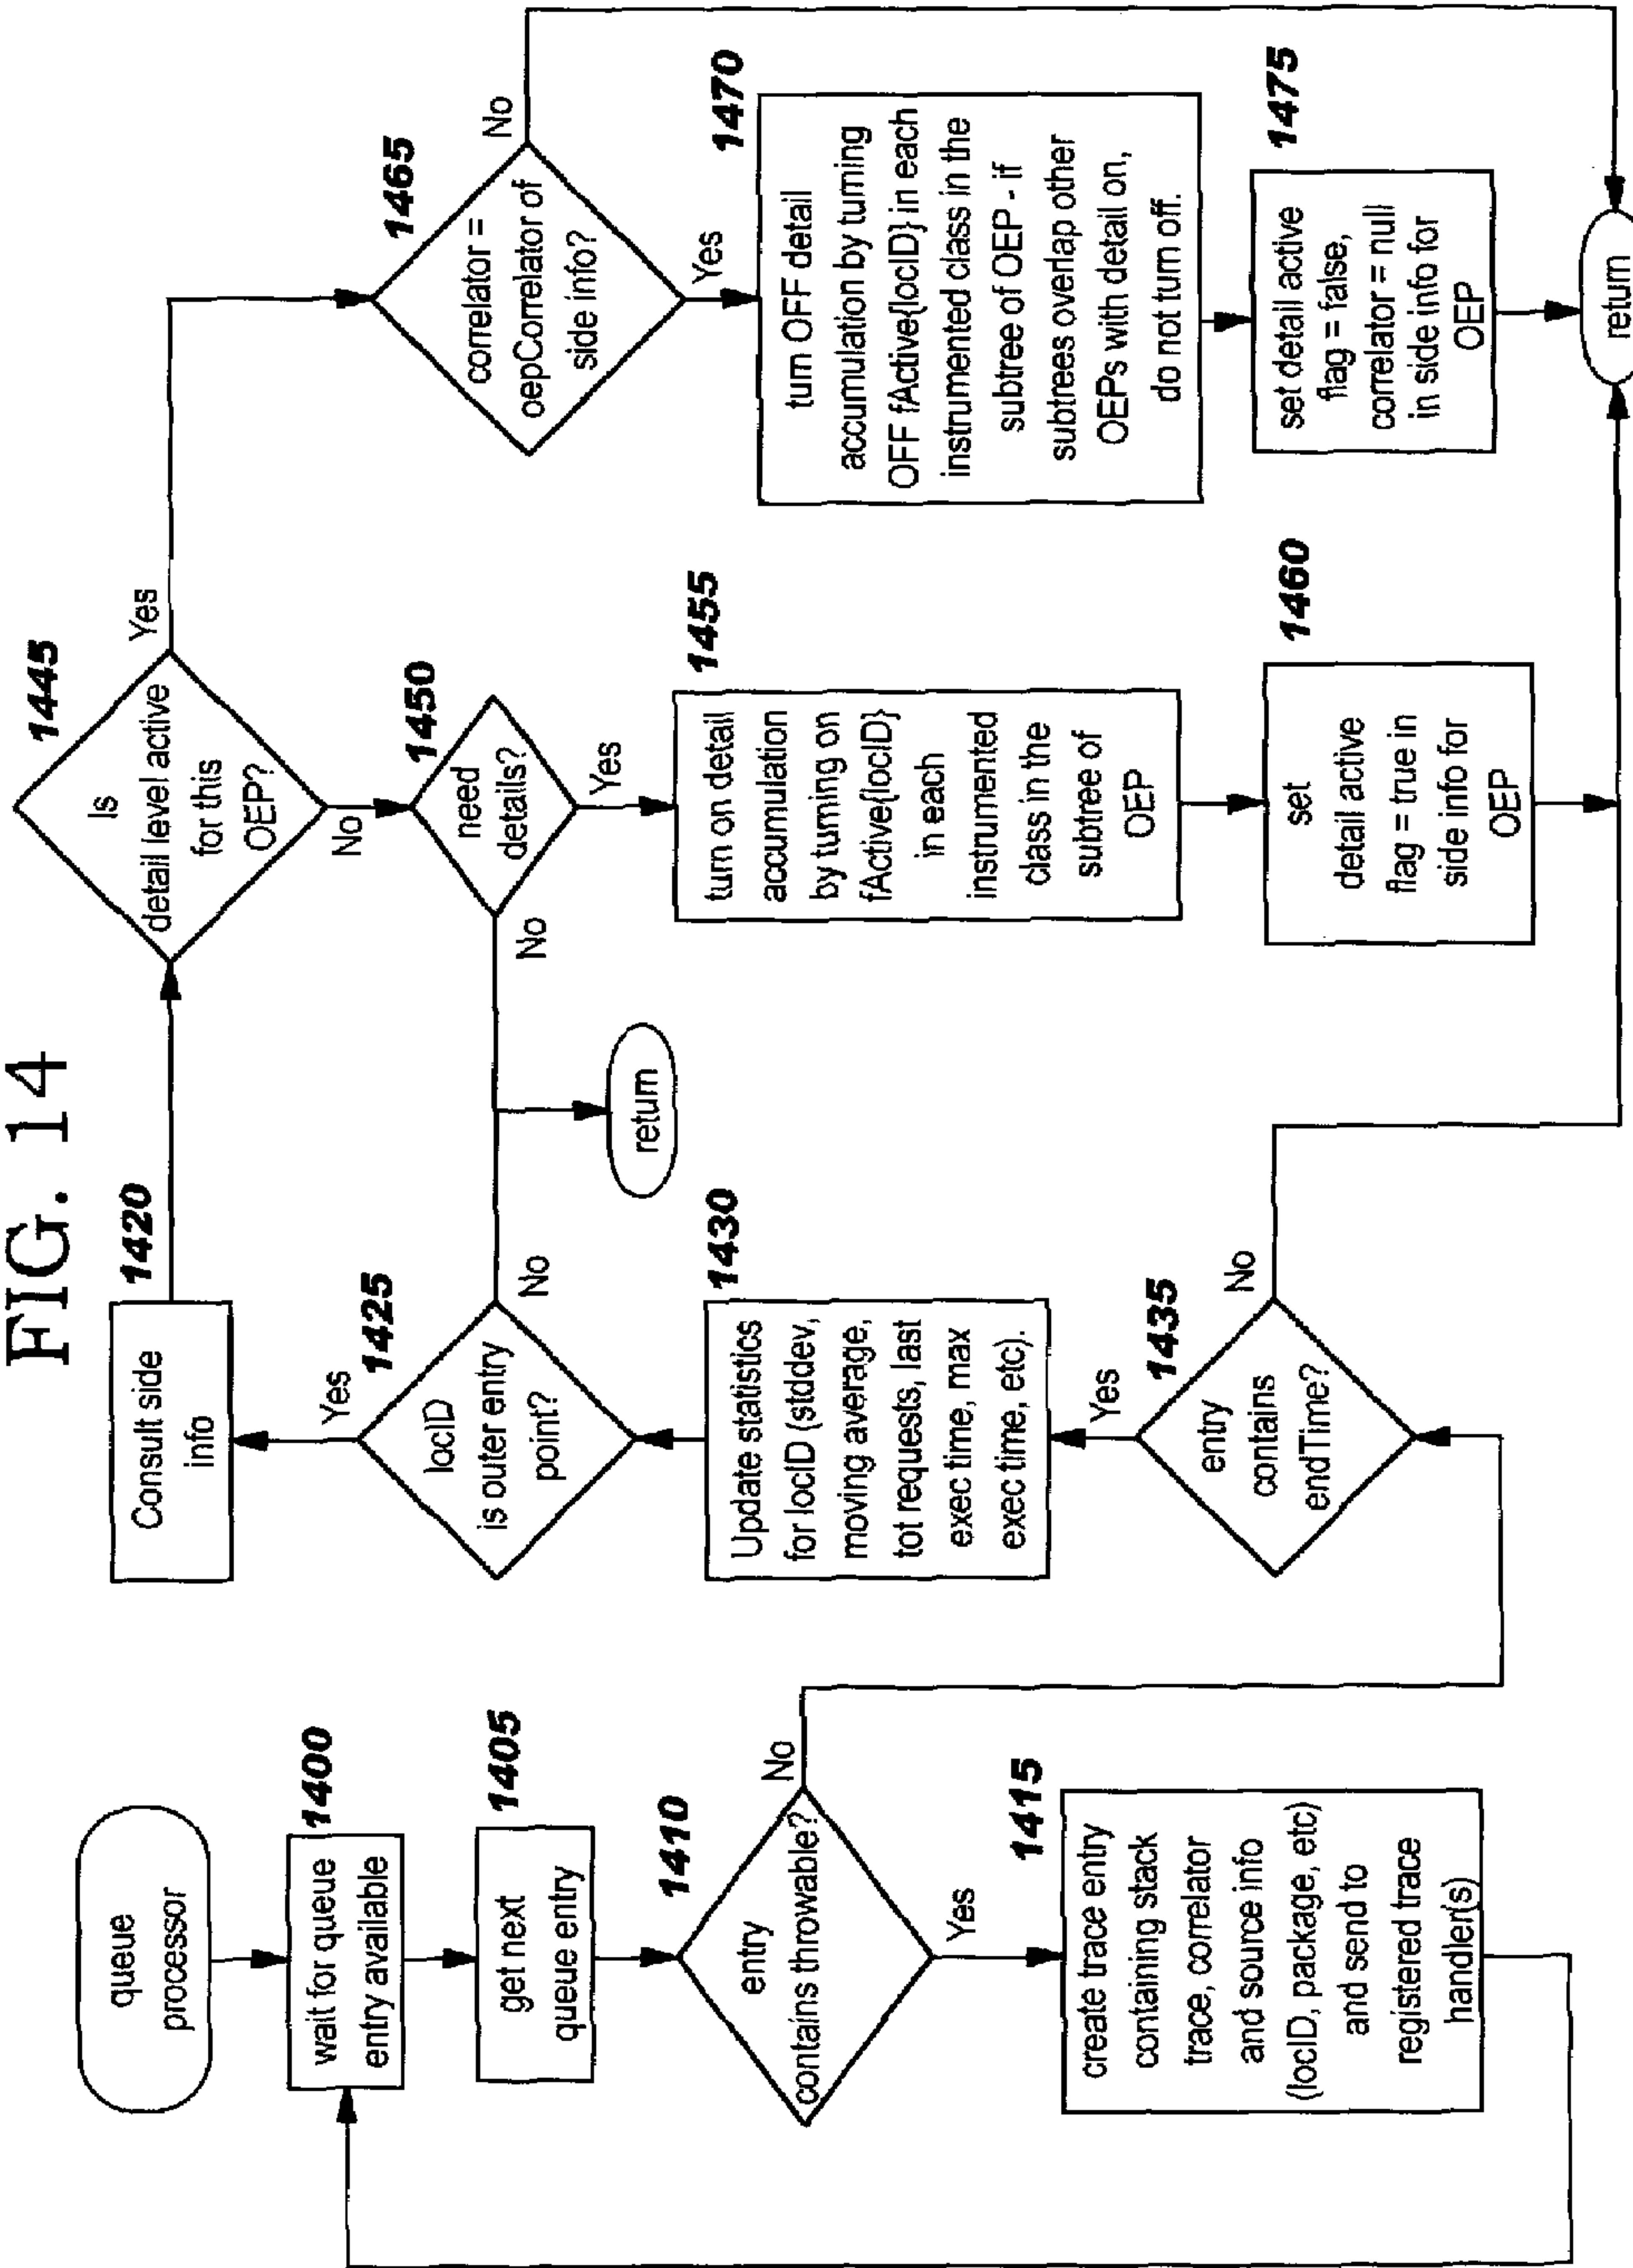 FIG. 14
queue
processor
1400
wait for queue
entry available
1405
get next
queue entry
1410
entry
contains throwable?
No
Yes
1415
create trace entry
containing stack
trace, correlator
and source info
(locID, package, etc)
and send to
registered trace
handler(s)
1420
Consult side
info
Yes
1425
locID
is outer entry
point?
No
1430
Update statistics
for locID (stddev,
moving average,
tot requests, last
exec time, max
exec time, etc).
Yes
1435
entry
contains
endTime?
No
return
1445
Is
detail level active
for this
OEP?
Yes
No
1450
need
details?
No
Yes
1455
turn on detail
accumulation
by turning on
fActive{locID}
in each
instrumented
class in the
subtree of
OEP
1460
set
detail active
flag = true in
side info for
OEP
1465
correlator =
oepCorrelator of
side info?
No
Yes
1470
turn OFF detail
accumulation by turning
OFF fActive{locID} in each
instrumented class in the
subtree of OEP - if
subtrees overlap other
OEPs with detail on,
do not turn off.
1475
set detail active
flag = false,
correlator = null
in side info for
OEP
return